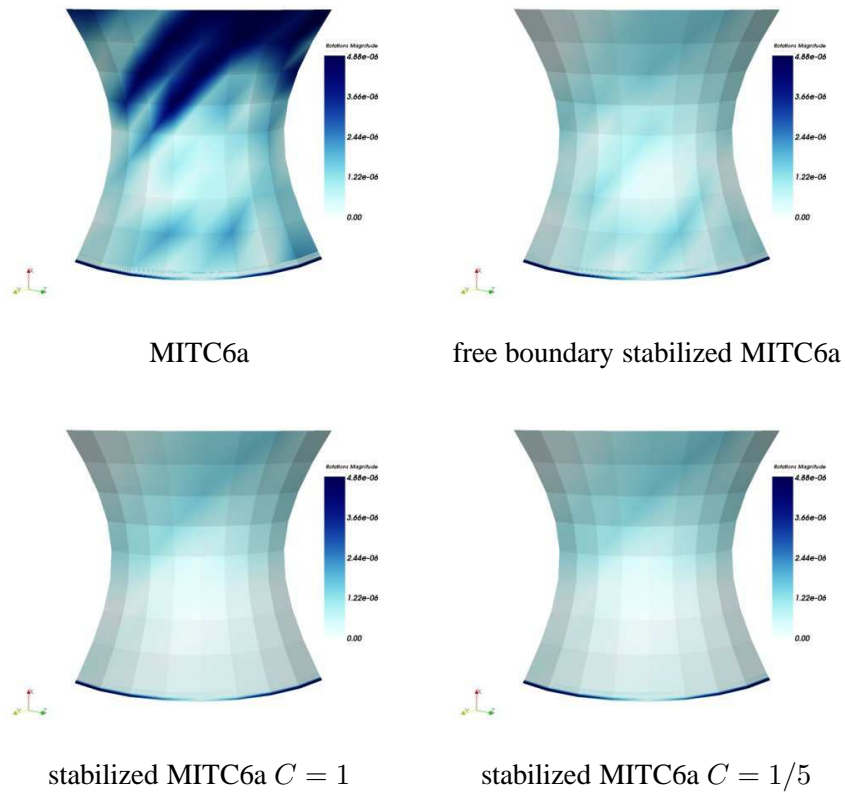 Rotations Magnitude
4.88e-06
3.66e-06
2.44e-06
1.22e-06
0.00
X
Y
Z
MITC6a
Rotations Magnitude
4.88e-06
3.66e-06
2.44e-06
1.22e-06
0.00
X
Y
Z
free boundary stabilized MITC6a
Rotations Magnitude
4.88e-06
3.66e-06
2.44e-06
1.22e-06
0.00
X
Y
Z
stabilized MITC6a C = 1
Rotations Magnitude
4.88e-06
3.66e-06
2.44e-06
1.22e-06
0.00
X
Y
Z
stabilized MITC6a C = 1/5